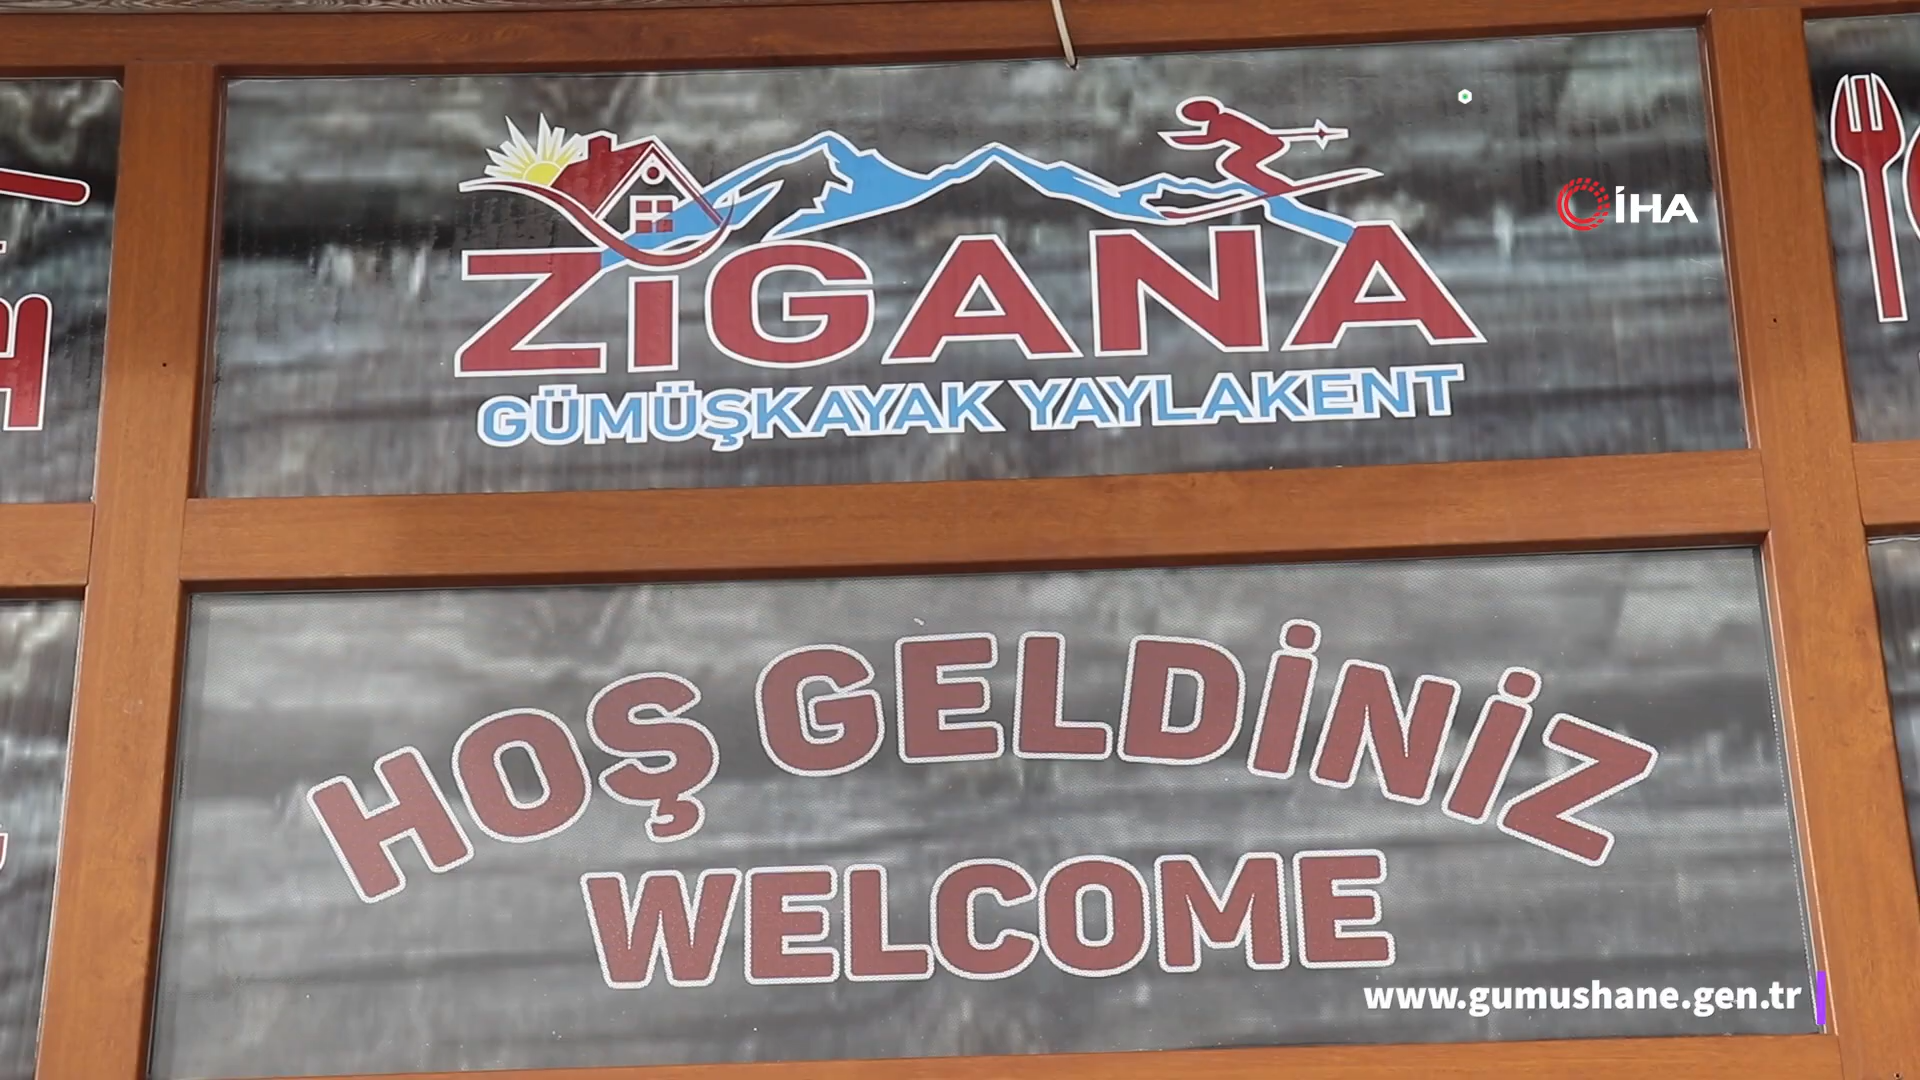 ZİGANA
GÜMÜŞKAYAK YAYLAKENT
İHA
HOŞ GELDİNİZ
WELCOME
www.gumushane.gen.tr